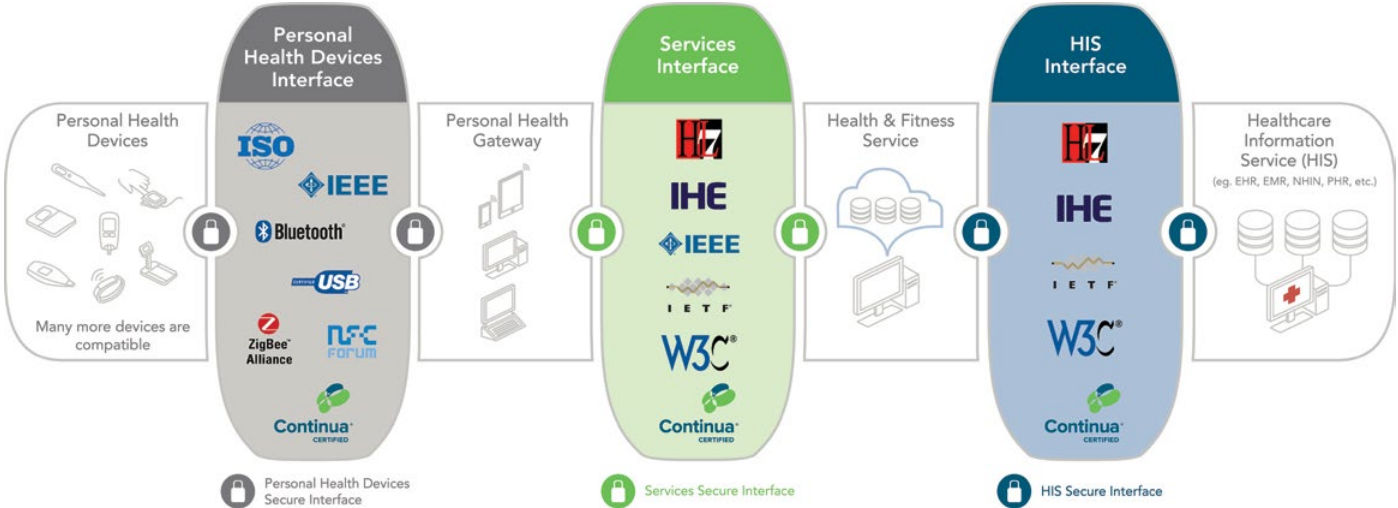 Personal
Health Devices
Interface
Services
Interface
HIS
Interface
Personal Health
Devices
Many more devices are
compatible
ISO
IEEE
Bluetooth®
CERTIFIED USB
ZigBee™
Alliance
NFC
FORUM
Continua
CERTIFIED
Personal Health
Gateway
HL7
IHE
IEEE
IETF
W3C®
Continua
CERTIFIED
Health & Fitness
Service
HL7
IHE
IETF
W3C®
Continua
CERTIFIED
Healthcare
Information
Service (HIS)
(eg. EHR, EMR, NHIN, PHR, etc.)
Personal Health Devices
Secure Interface
Services Secure Interface
HIS Secure Interface